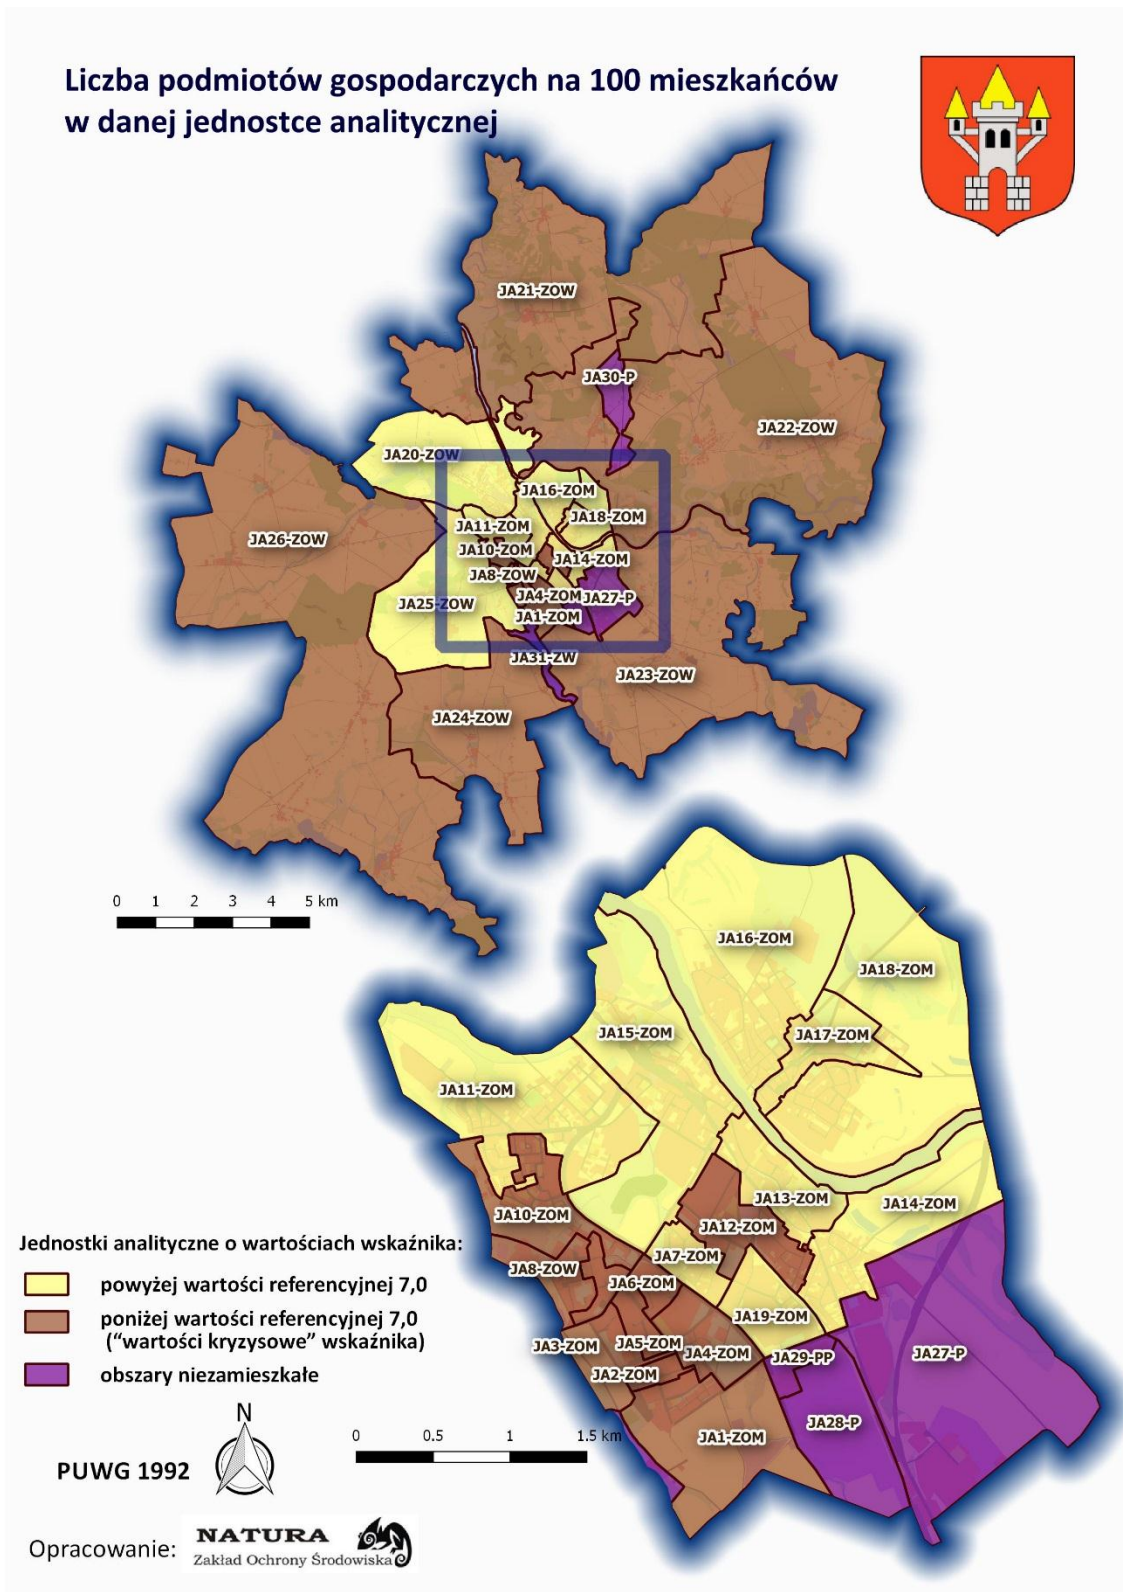 Liczba podmiotów gospodarczych na 100 mieszkańców
w danej jednostce analitycznej
JA21-ZOW
JA30-P
JA22-ZOW
JA20-ZOW
JA16-ZOM
JA18-ZOM
JA11-ZOM
JA26-ZOW
JA10-ZOM
JA14-ZOM
JA8-ZOW
JA4-ZOM
JA27-P
JA25-ZOW
JA1-ZOM
JA31-ZW
JA23-ZOW
JA24-ZOW
0 1 2 3 4 5 km
JA16-ZOM
JA18-ZOM
JA15-ZOM
JA17-ZOM
JA11-ZOM
JA13-ZOM
JA14-ZOM
JA10-ZOM
JA12-ZOM
JA7-ZOM
JA8-ZOW
JA6-ZOM
JA19-ZOM
JA3-ZOM
JA5-ZOM
JA4-ZOM
JA29-PP
JA27-P
JA2-ZOM
JA28-P
JA1-ZOM
Jednostki analityczne o wartościach wskaźnika:
powyżej wartości referencyjnej 7,0
poniżej wartości referencyjnej 7,0
("wartości kryzysowe" wskaźnika)
obszary niezamieszkałe
N
0 0.5 1 1.5 km
PUWG 1992
Opracowanie:
NATURA
Zakład Ochrony Środowiska